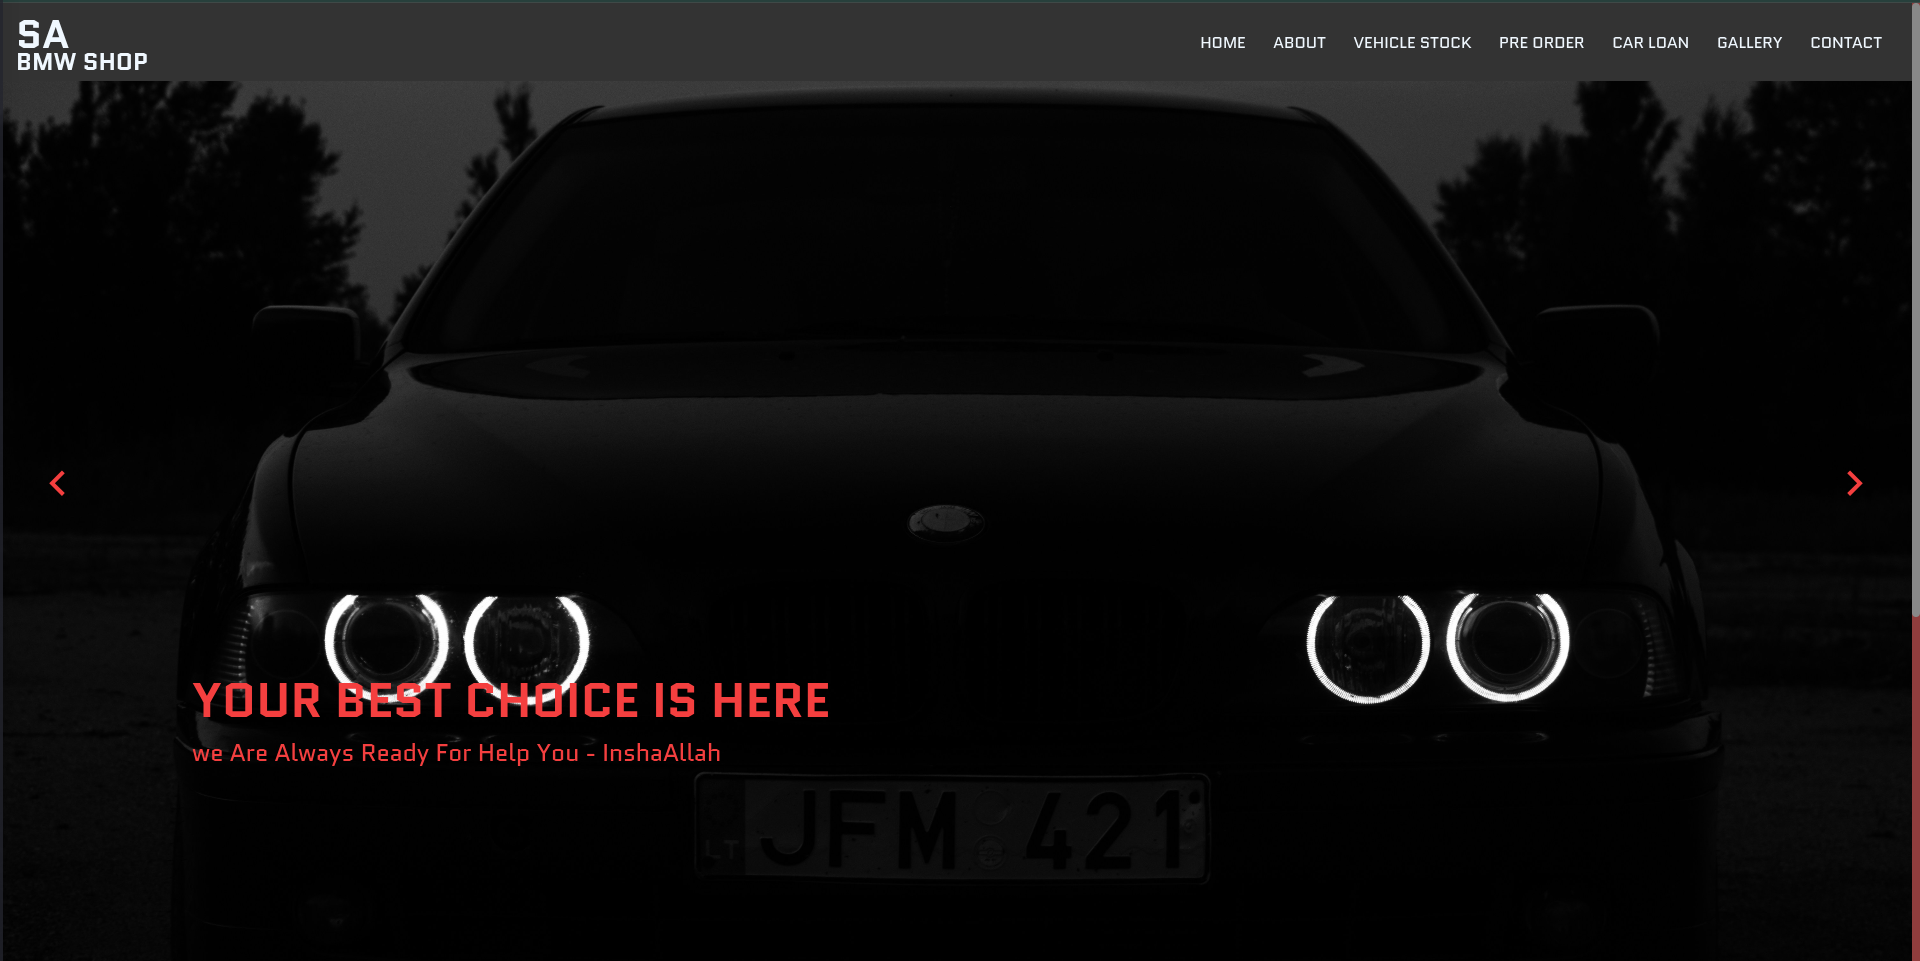 SA
BMW SHOP
HOME ABOUT VEHICLE STOCK PRE ORDER CAR LOAN GALLERY CONTACT
YOUR BEST CHOICE IS HERE
we Are Always Ready For Help You - InshaAllah
LT JFM 421